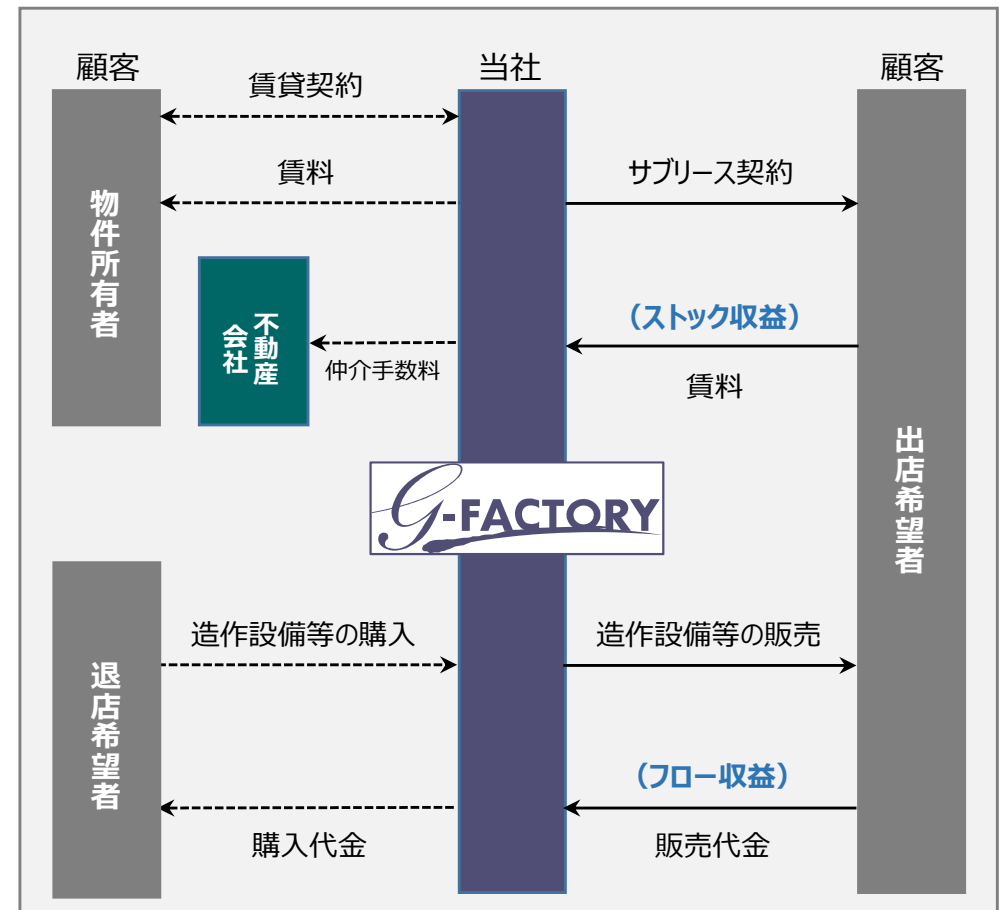 顧客
当社
顧客
賃貸契約
賃料
サブリース契約
物件所有者
不動産
会社
仲介手数料
（ストック収益）
賃料
出店希望者
G-FACTORY
退店希望者
造作設備等の購入
造作設備等の販売
（フロー収益）
購入代金
販売代金